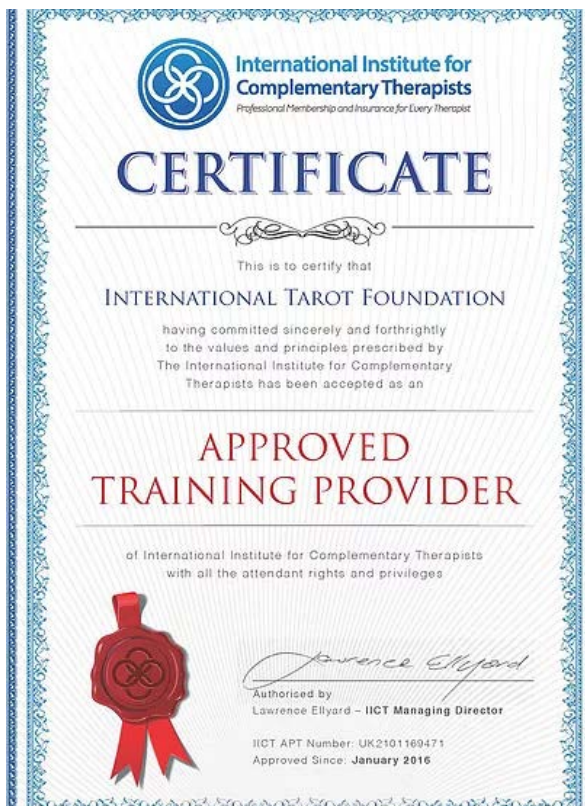 International Institute for
Complementary Therapists
Professional Membership and Insurance for Every Therapist
CERTIFICATE
This is to certify that
INTERNATIONAL TAROT FOUNDATION
having committed sincerely and forthrightly
to the values and principles prescribed by
The International Institute for Complementary
Therapists has been accepted as an
APPROVED
TRAINING PROVIDER
of International Institute for Complementary Therapists
with all the attendant rights and privileges
Lawrence Ellyard
Authorised by
Lawrence Ellyard – IICT Managing Director
IICT APT Number: UK2101169471
Approved Since: January 2016